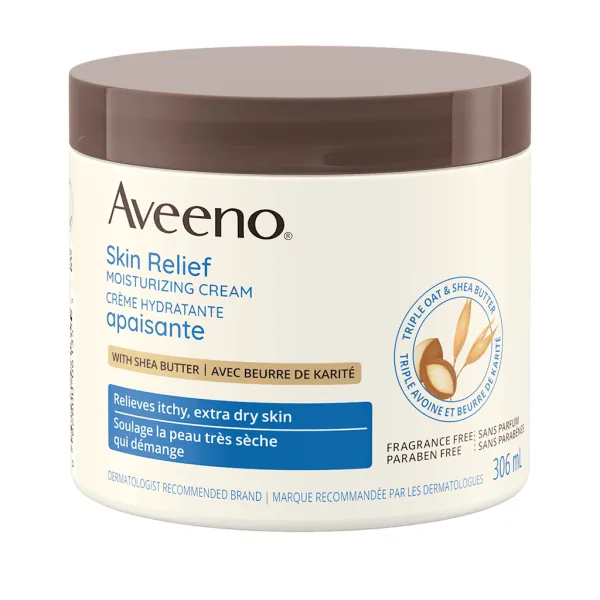 Aveeno®
Skin Relief
MOISTURIZING CREAM
CRÈME HYDRATANTE
apaisante
WITH SHEA BUTTER | AVEC BEURRE DE KARITÉ
Relieves itchy, extra dry skin
Soulage la peau très sèche
qui démange
TRIPLE OAT & SHEA BUTTER
TRIPLE AVOINE ET BEURRE DE KARITÉ
FRAGRANCE FREE SANS PARFUM
PARABEN FREE SANS PARABÈNES
306 mL
DERMATOLOGIST RECOMMENDED BRAND | MARQUE RECOMMANDÉE PAR LES DERMATOLOGUES